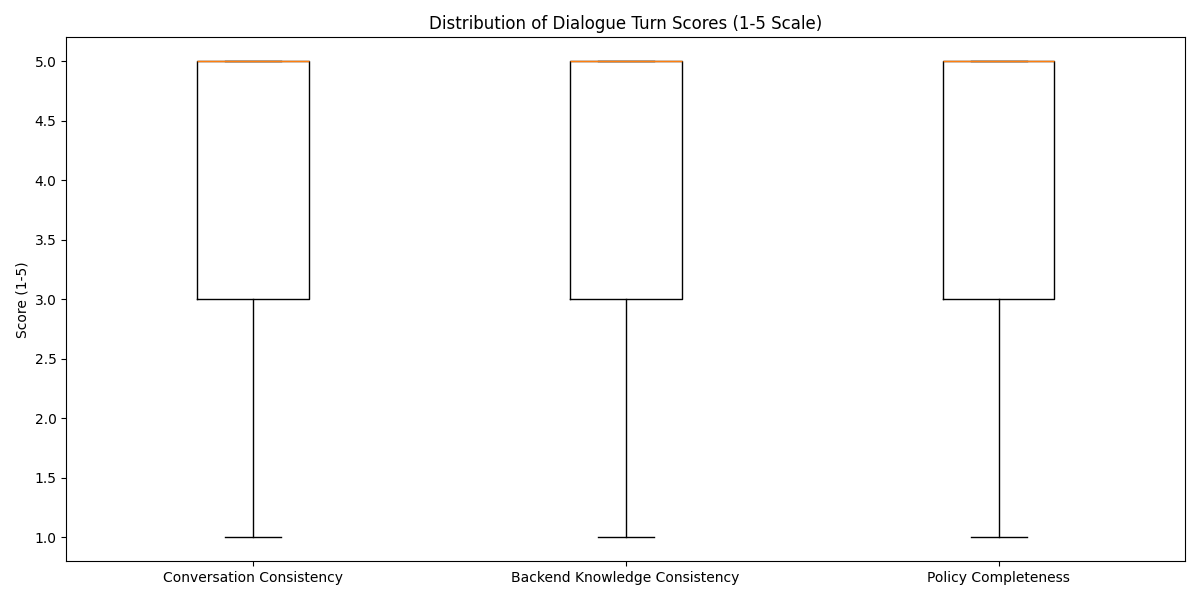 Distribution of Dialogue Turn Scores (1-5 Scale)
Score (1-5)
5.0
4.5
4.0
3.5
3.0
2.5
2.0
1.5
1.0
Conversation Consistency
Backend Knowledge Consistency
Policy Completeness